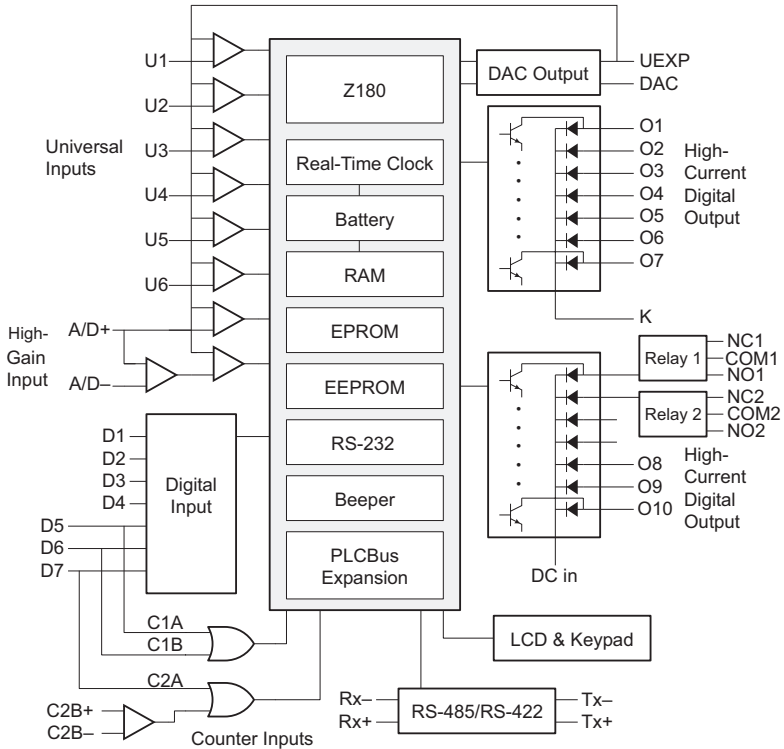 U1
U2
U3
U4
U5
U6
Universal
Inputs
A/D+
A/D–
High-
Gain
Input
D1
D2
D3
D4
D5
D6
D7
Digital
Input
C1A
C1B
C2A
C2B+
C2B–
Counter Inputs
Z180
Real-Time Clock
Battery
RAM
EPROM
EEPROM
RS-232
Beeper
PLCBus
Expansion
DAC Output
UEXP
DAC
O1
O2
O3
O4
O5
O6
O7
High-
Current
Digital
Output
K
Relay 1
NC1
COM1
NO1
Relay 2
NC2
COM2
NO2
O8
O9
O10
High-
Current
Digital
Output
DC in
LCD & Keypad
Rx–
Rx+
RS-485/RS-422
Tx–
Tx+